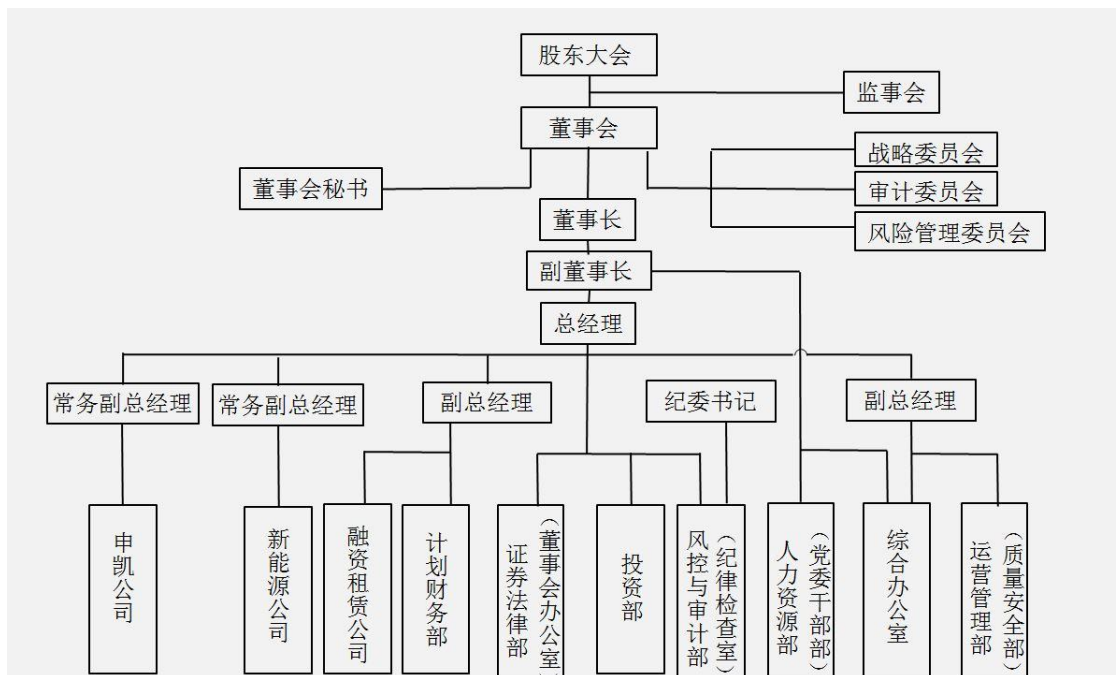 股东大会
监事会
董事会
战略委员会
董事会秘书
审计委员会
董事长
风险管理委员会
副董事长
总经理
常务副总经理
常务副总经理
副总经理
纪委书记
副总经理
申凯公司
新能源公司
融资租赁公司
计划财务部
证券法律部
（董事会办公室）
投资部
风控与审计部
（纪律检查室）
人力资源部
（党委干部部）
综合办公室
运营管理部
（质量安全部）